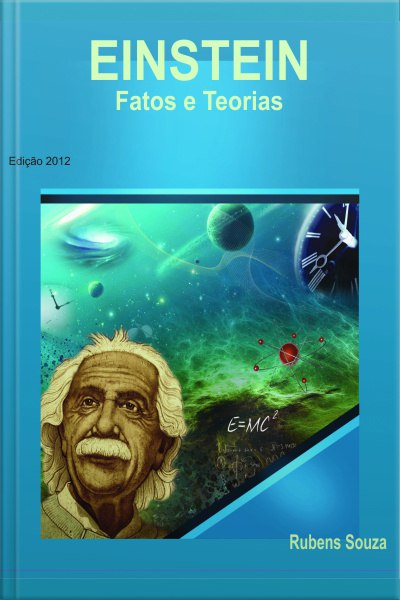 EINSTEIN
Fatos e Teorias
Edição 2012
E=MC²
Rubens Souza